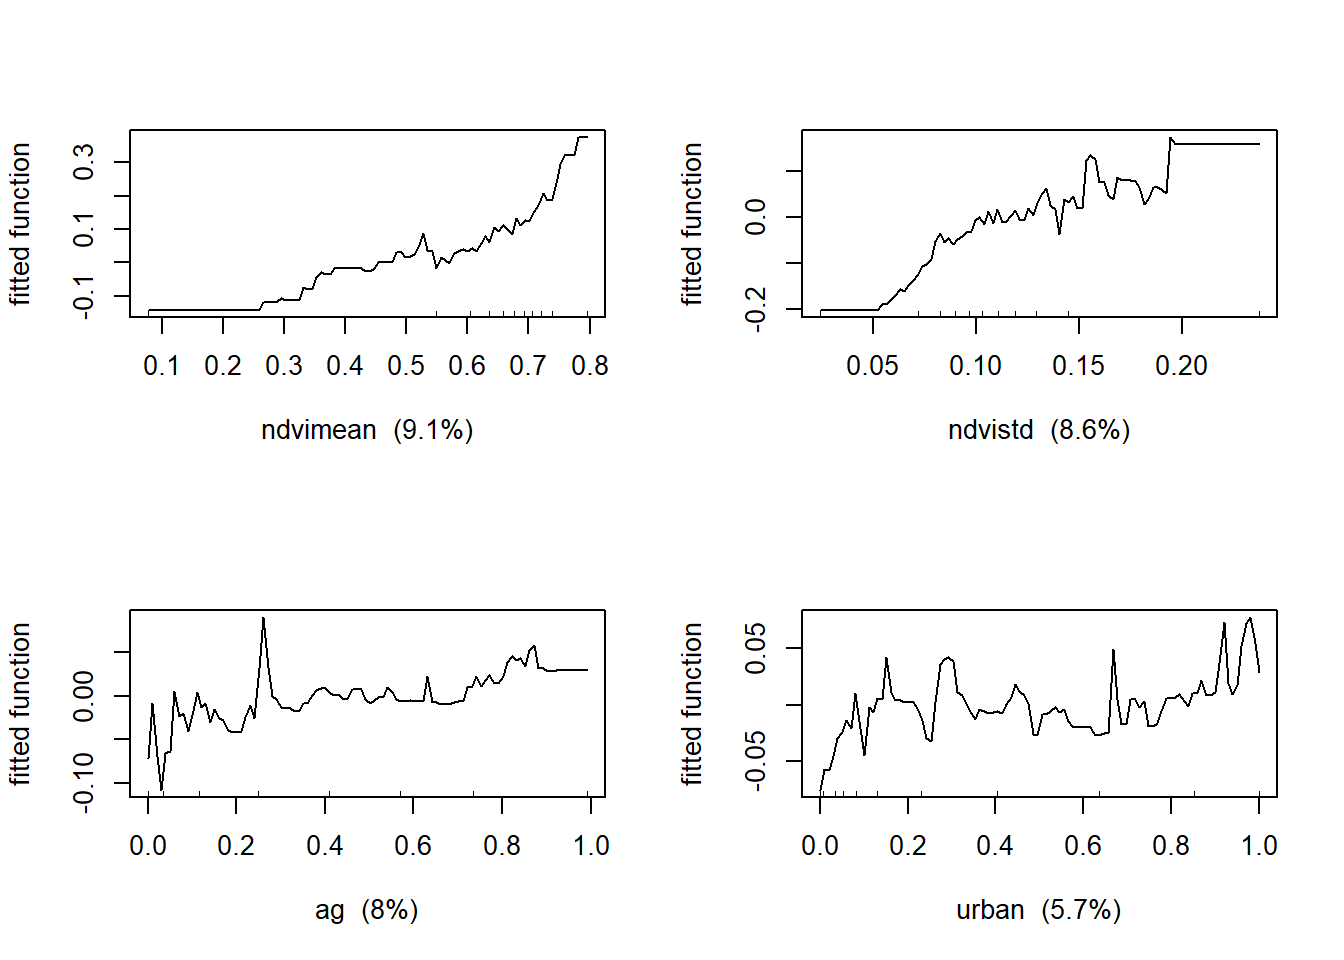 fitted function
-0.1 0.1 0.3
0.1 0.2 0.3 0.4 0.5 0.6 0.7 0.8
ndvimean (9.1%)
fitted function
-0.2 0.0
0.05 0.10 0.15 0.20
ndvistd (8.6%)
fitted function
-0.10 0.00
0.0 0.2 0.4 0.6 0.8 1.0
ag (8%)
fitted function
-0.05 0.05
0.0 0.2 0.4 0.6 0.8 1.0
urban (5.7%)